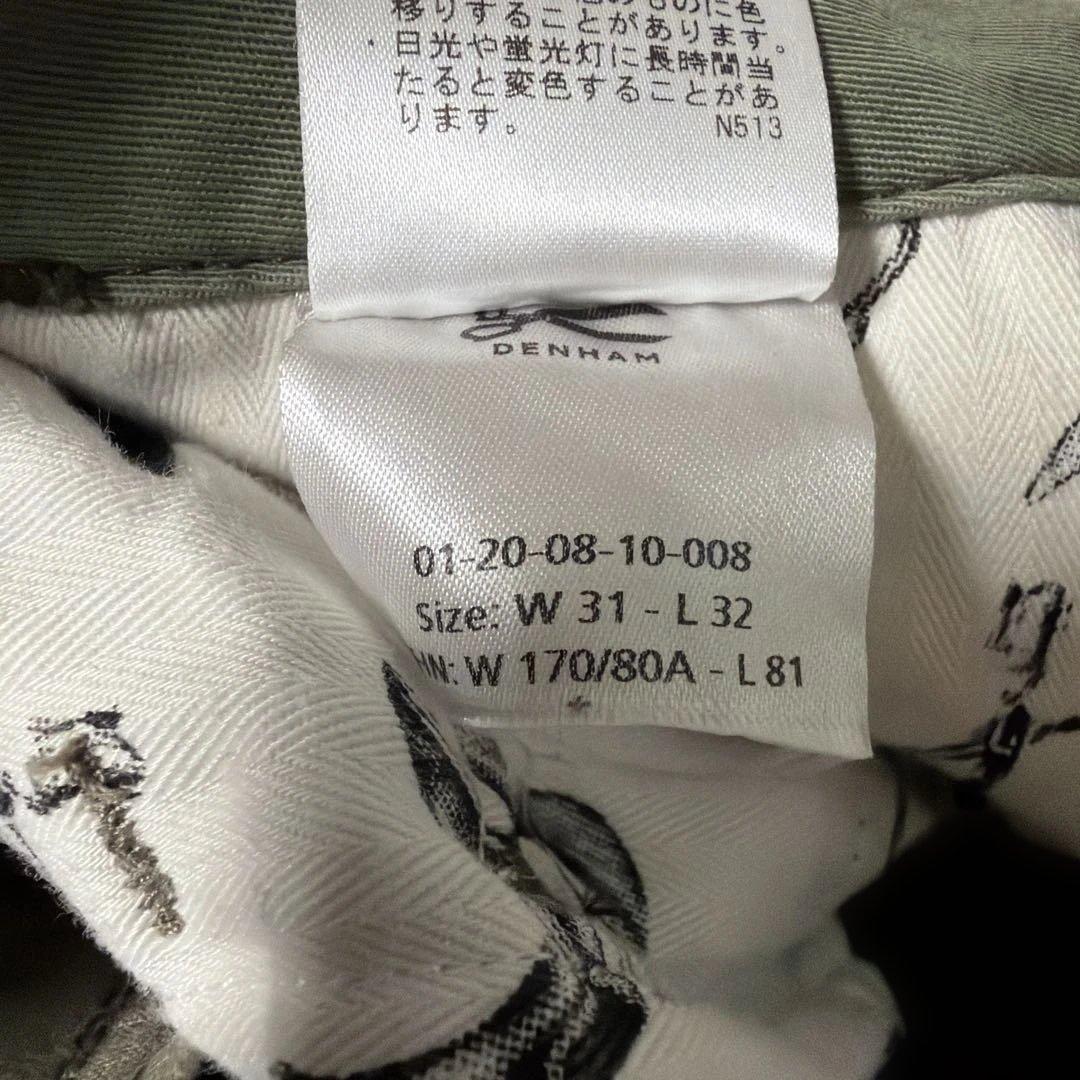 移りすることがあります。
日光や蛍光灯に長時間当
たると変色することがあ
ります。
N513
DENHAM
01-20-08-10-008
Size: W 31 - L 32
W 170/80A - L 81